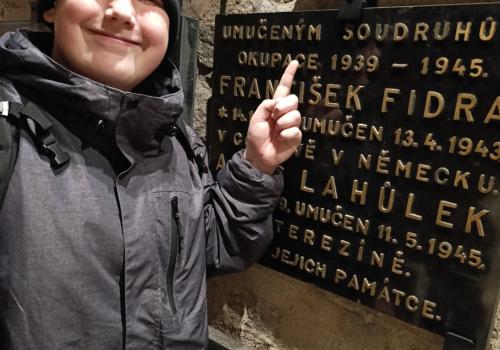 UMUČENÝM SOUDRUHŮ
OKUPACE 1939 – 1945.
FRANTIŠEK FIDRA
UMUČEN 13.4.1943
V NĚMECKU.
LAHŮLEK
UMUČEN 11.5.1945.
TEREZÍNĚ.
JEJICH PAMÁTCE.